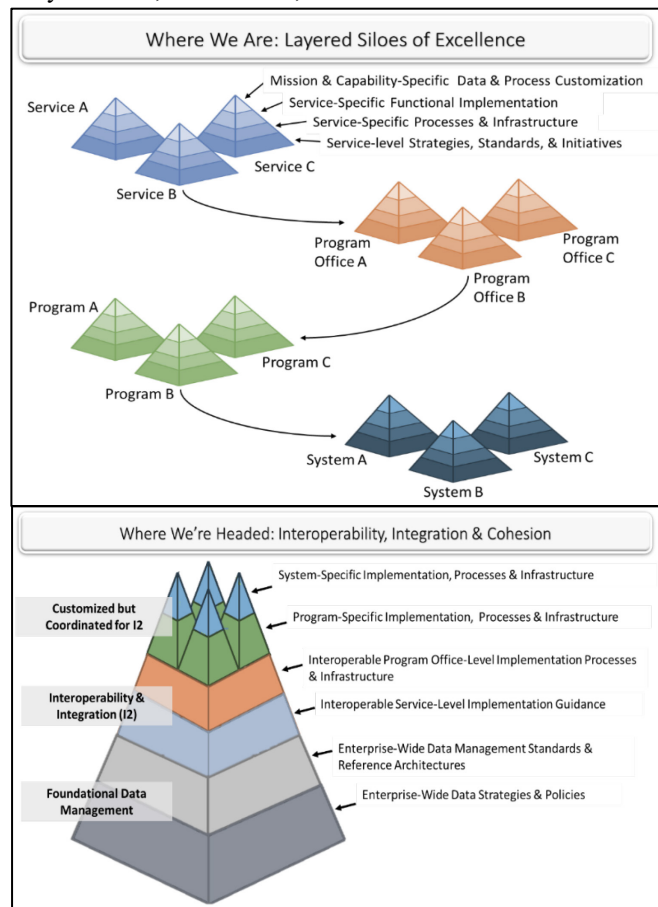 Where We Are: Layered Siloes of Excellence
Mission & Capability-Specific Data & Process Customization
Service A
Service-Specific Functional Implementation
Service-Specific Processes & Infrastructure
Service-level Strategies, Standards, & Initiatives
Service C
Service B
Program
Office A
Program
Office C
Program
Office B
Program A
Program C
Program B
System A
System C
System B
Where We're Headed: Interoperability, Integration & Cohesion
System-Specific Implementation, Processes & Infrastructure
Customized but
Coordinated for I2
Program-Specific Implementation, Processes & Infrastructure
Interoperable Program Office-Level Implementation Processes
& Infrastructure
Interoperability &
Integration (I2)
Interoperable Service-Level Implementation Guidance
Enterprise-Wide Data Management Standards &
Reference Architectures
Foundational Data
Management
Enterprise-Wide Data Strategies & Policies